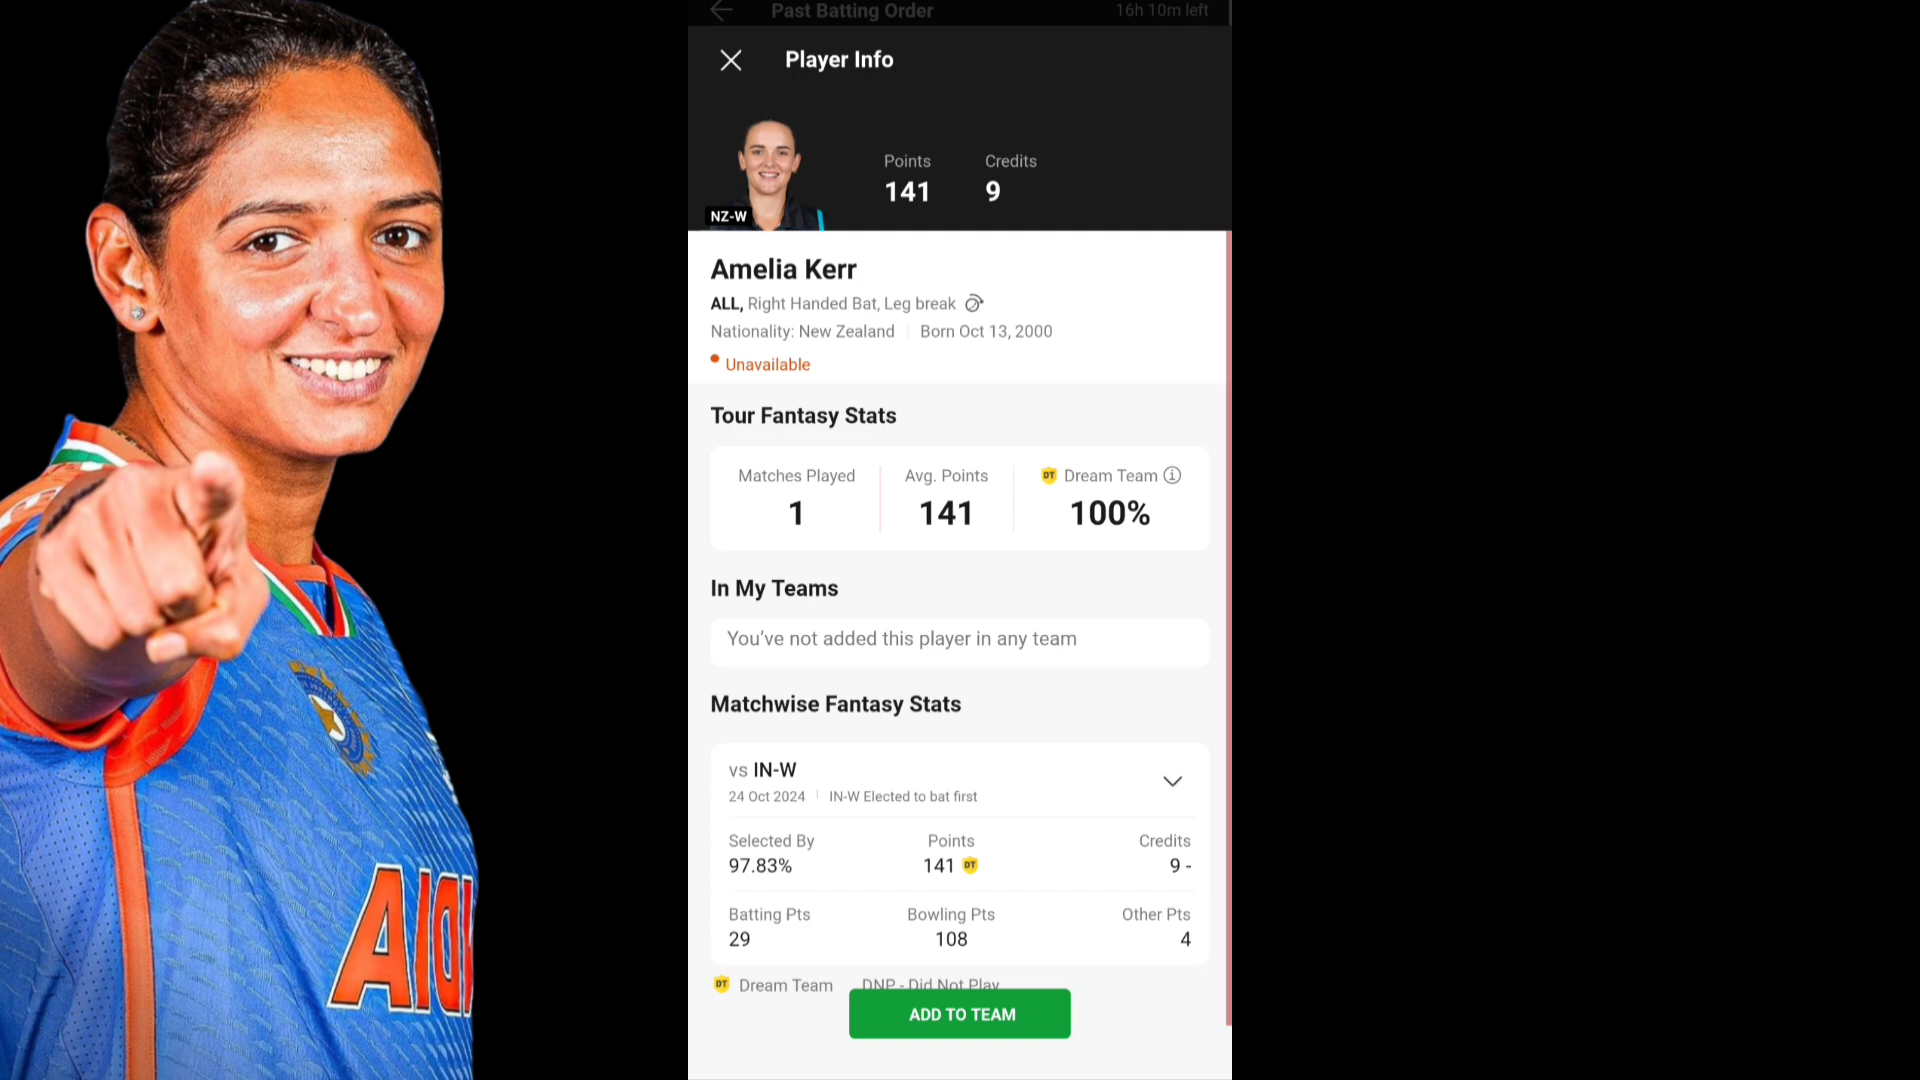 Past Batting Order
16h 10m left
Player Info
Points
Credits
141
9
NZ-W
Amelia Kerr
ALL, Right Handed Bat, Leg break
Nationality: New Zealand
Born Oct 13, 2000
Unavailable
Tour Fantasy Stats
Matches Played
Avg. Points
DT Dream Team
1
141
100%
In My Teams
You've not added this player in any team
Matchwise Fantasy Stats
vs IN-W
24 Oct 2024
IN-W Elected to bat first
Selected By
Points
Credits
97.83%
141 DT
9 -
Batting Pts
Bowling Pts
Other Pts
29
108
4
DT Dream Team
DNP - Did Not Play
ADD TO TEAM